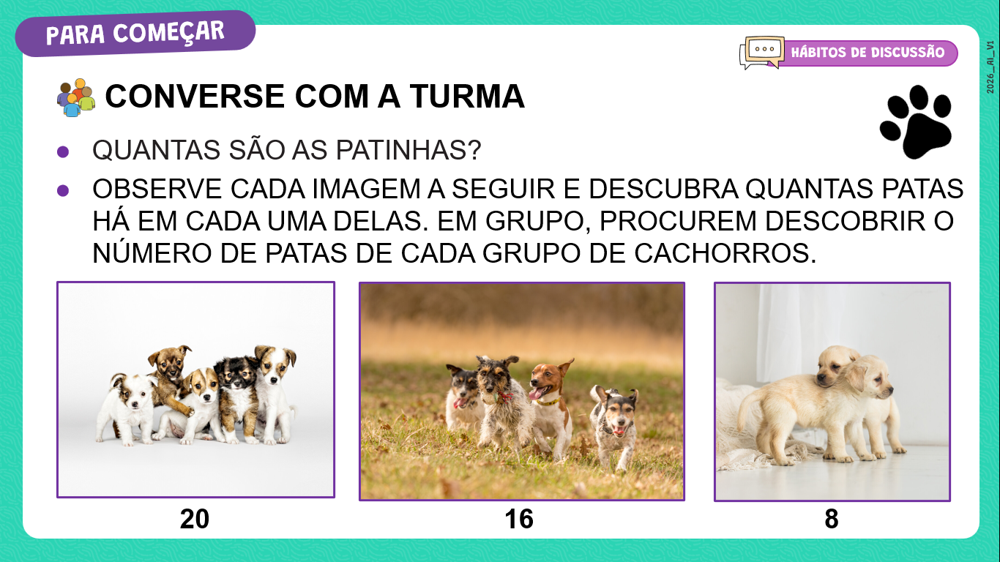 PARA COMEÇAR
HÁBITOS DE DISCUSSÃO
2026_AI_V1
CONVERSE COM A TURMA
QUANTAS SÃO AS PATINHAS?
OBSERVE CADA IMAGEM A SEGUIR E DESCUBRA QUANTAS PATAS
HÁ EM CADA UMA DELAS. EM GRUPO, PROCUREM DESCOBRIR O
NÚMERO DE PATAS DE CADA GRUPO DE CACHORROS.
20
16
8